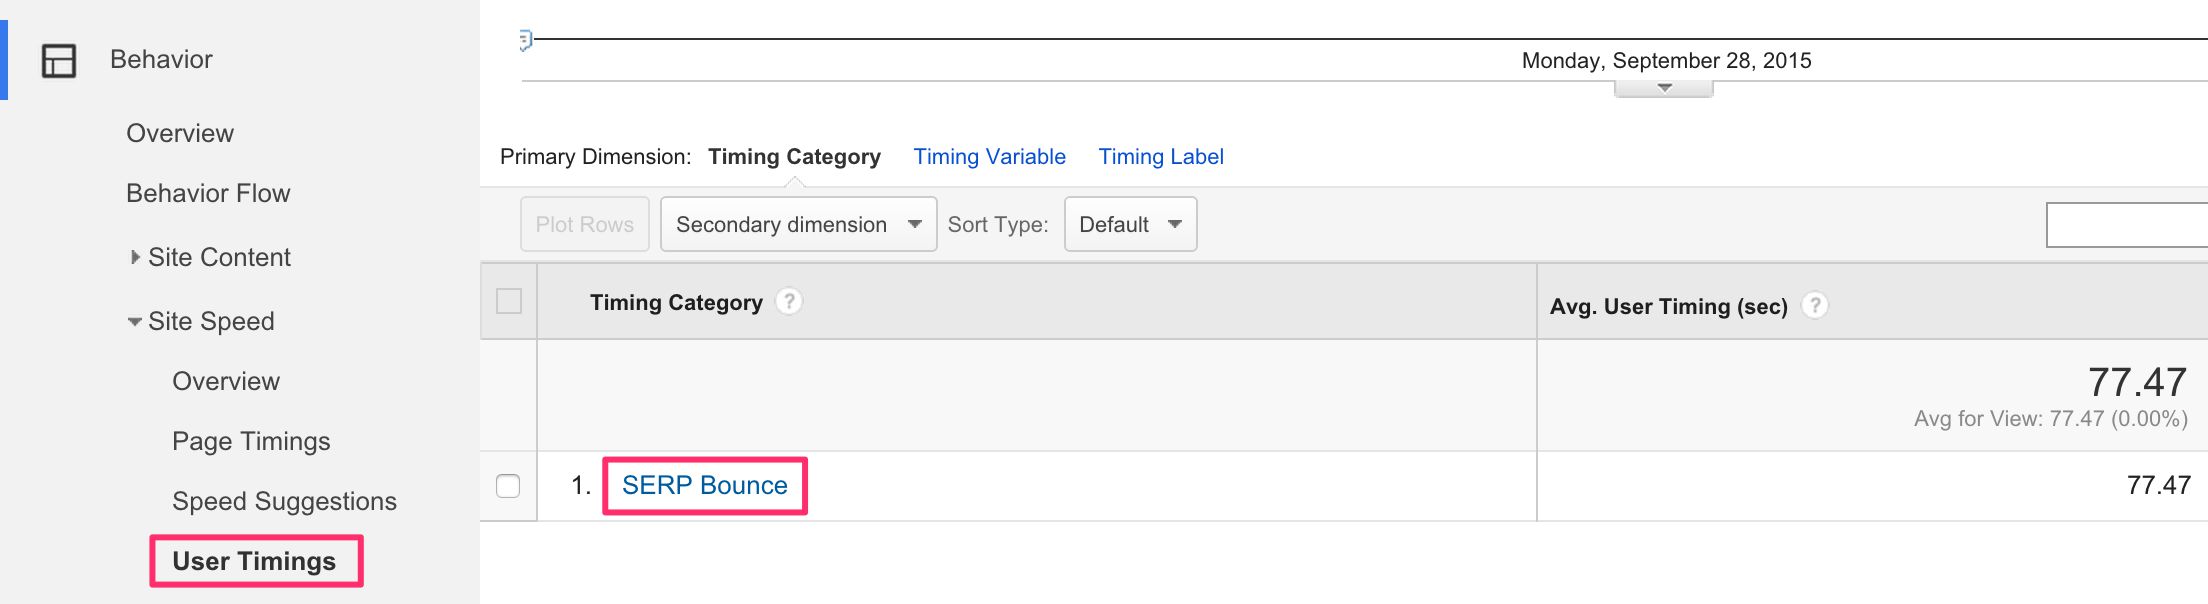 Behavior
Overview
Behavior Flow
Site Content
Site Speed
Overview
Page Timings
Speed Suggestions
User Timings
Monday, September 28, 2015
Primary Dimension: Timing Category Timing Variable Timing Label
Plot Rows Secondary dimension Sort Type: Default
Timing Category ? Avg. User Timing (sec) ?
77.47
Avg for View: 77.47 (0.00%)
1. SERP Bounce 77.47